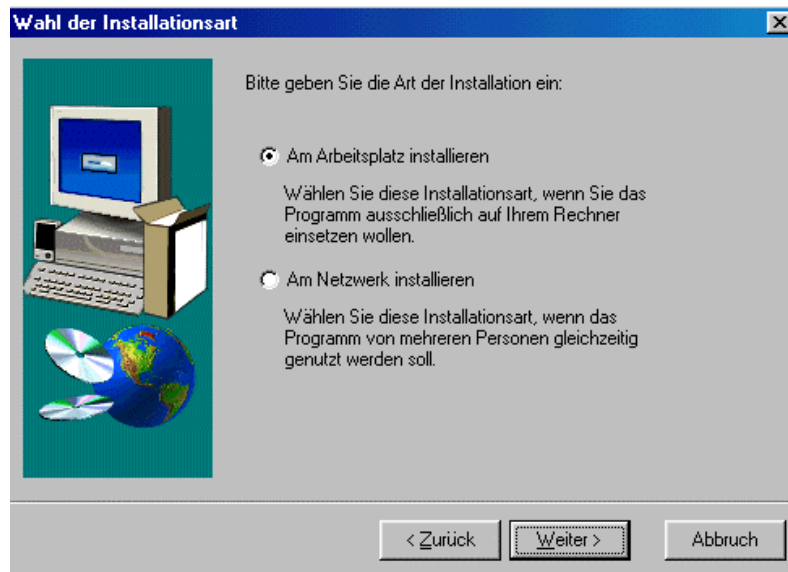 Wahl der Installationsart
Bitte geben Sie die Art der Installation ein:
Am Arbeitsplatz installieren
Wählen Sie diese Installationsart, wenn Sie das
Programm ausschließlich auf Ihrem Rechner
einsetzen wollen.
Am Netzwerk installieren
Wählen Sie diese Installationsart, wenn das
Programm von mehreren Personen gleichzeitig
genutzt werden soll.
< Zurück Weiter > Abbruch